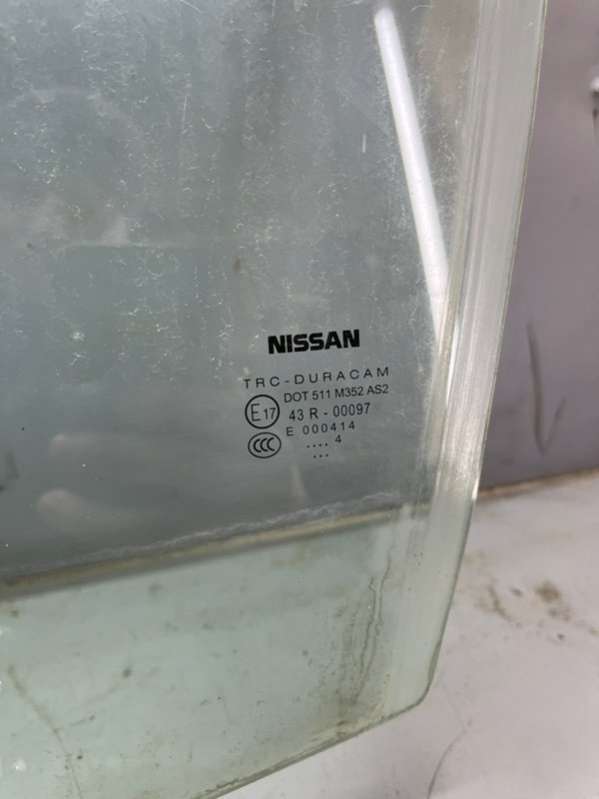 NISSAN
TRC-DURACAM
DOT 511 M352 AS2
E17 43 R - 00097
E 000414
CCC .... 4
...